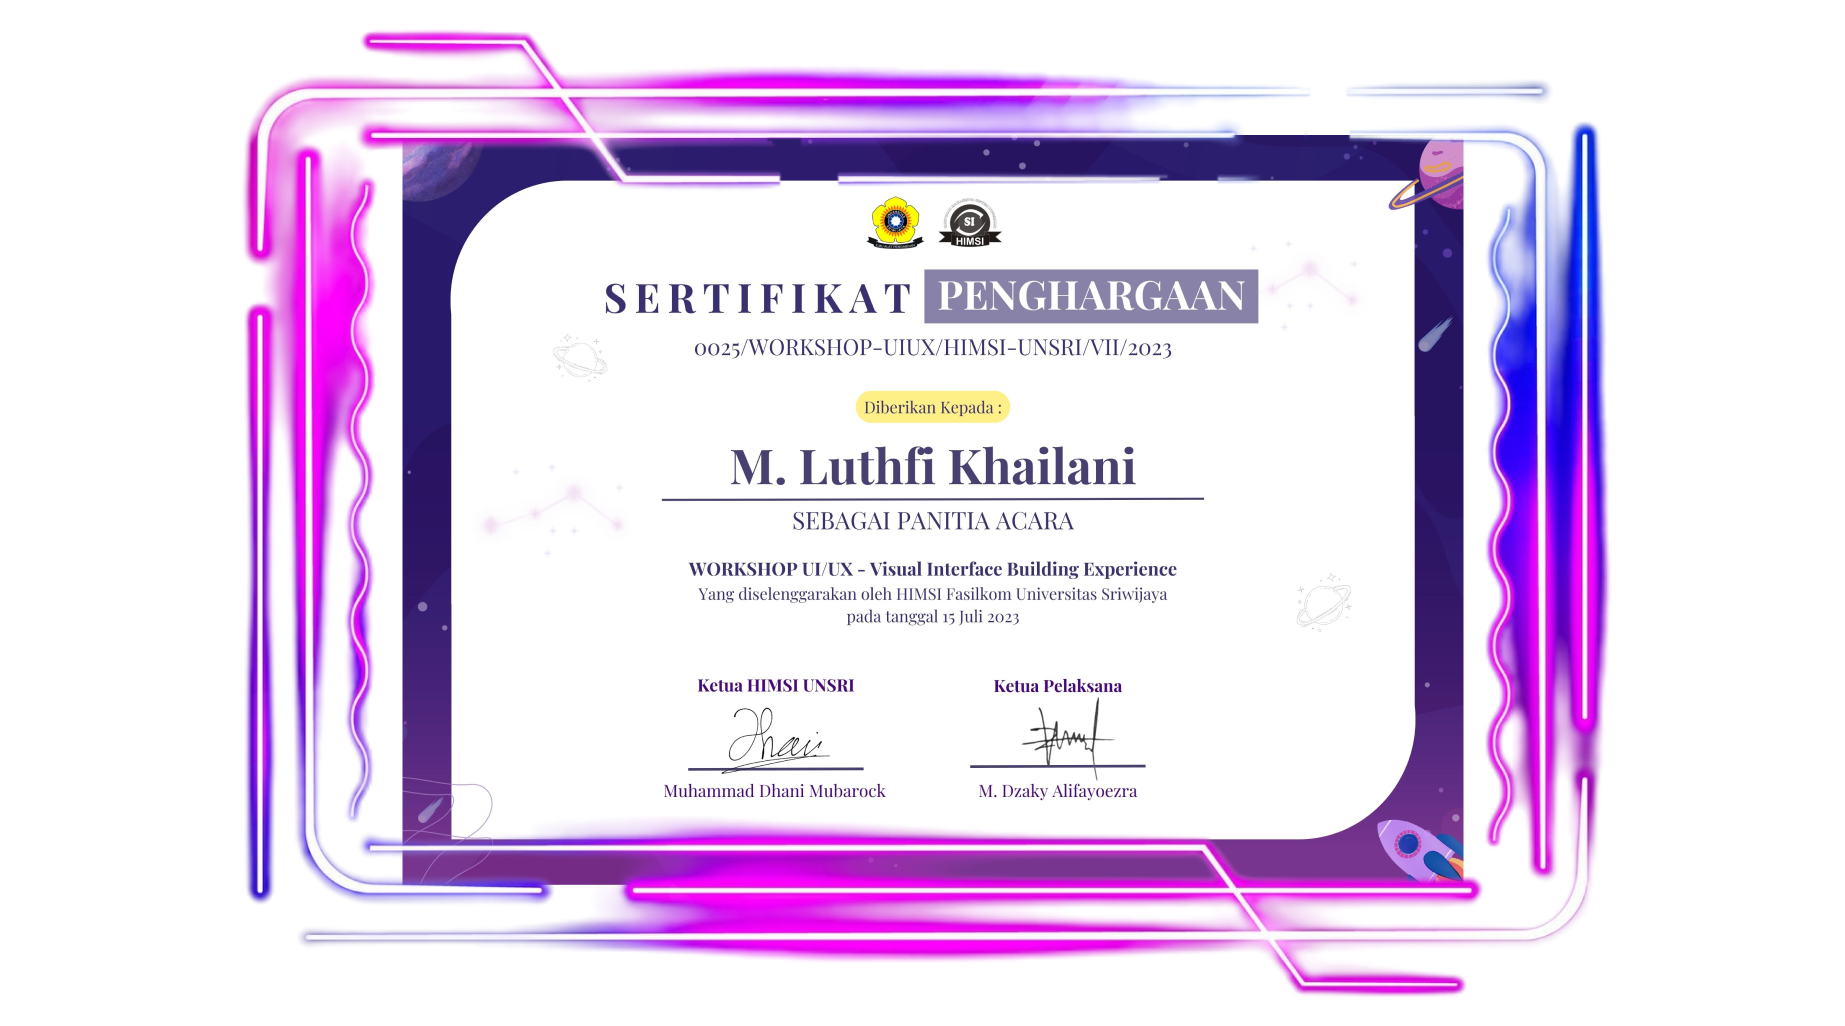 SI
HIMSI
SERTIFIKAT PENGHARGAAN
0025/WORKSHOP-UIUX/HIMSI-UNSRI/VII/2023
Diberikan Kepada :
M. Luthfi Khailani
SEBAGAI PANITIA ACARA
WORKSHOP UI/UX - Visual Interface Building Experience
Yang diselenggarakan oleh HIMSI Fasilkom Universitas Sriwijaya
pada tanggal 15 Juli 2023
Ketua HIMSI UNSRI
Ketua Pelaksana
Muhammad Dhani Mubarock
M. Dzaky Alifayoezra